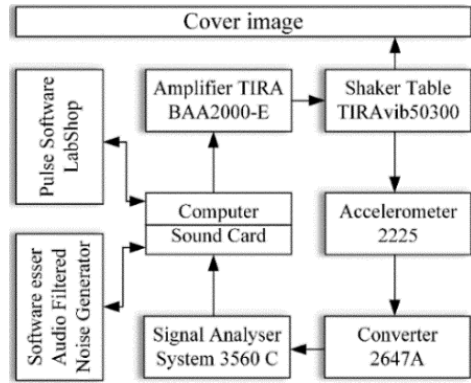 Cover image
Amplifier TIRA
BAA2000-E
Shaker Table
TIRAvib50300
Pulse Software
LabShop
Computer
Sound Card
Accelerometer
2225
Software esser
Audio Filtered
Noise Generator
Signal Analyser
System 3560 C
Converter
2647A